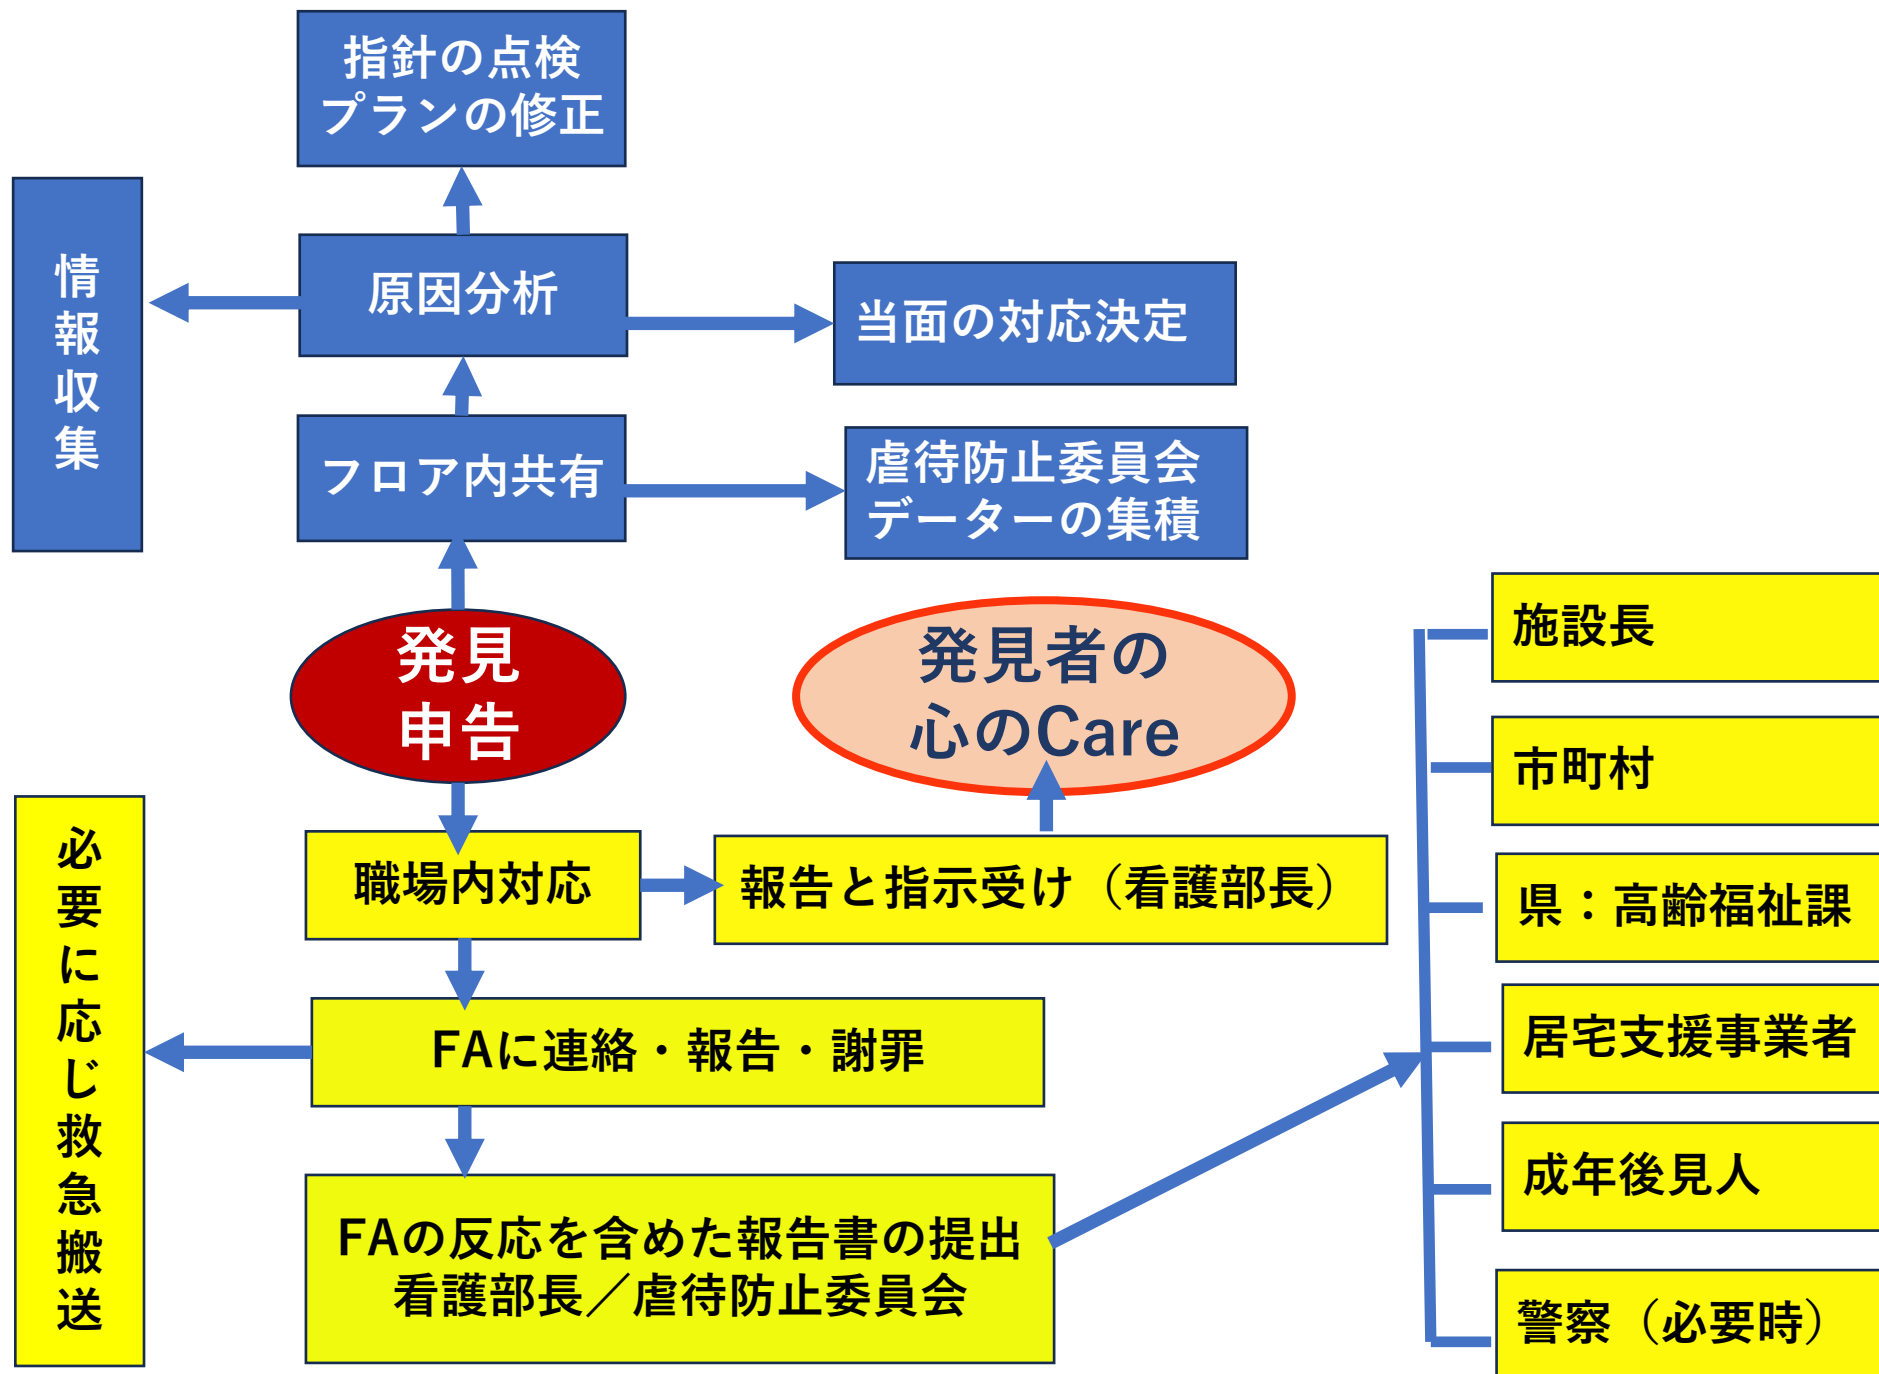 指針の点検
プランの修正
情報収集
原因分析
当面の対応決定
フロア内共有
虐待防止委員会
データーの集積
発見
申告
発見者の
心のCare
施設長
市町村
県：高齢福祉課
居宅支援事業者
成年後見人
警察（必要時）
必要に応じ救急搬送
職場内対応
報告と指示受け（看護部長）
FAに連絡・報告・謝罪
FAの反応を含めた報告書の提出
看護部長／虐待防止委員会